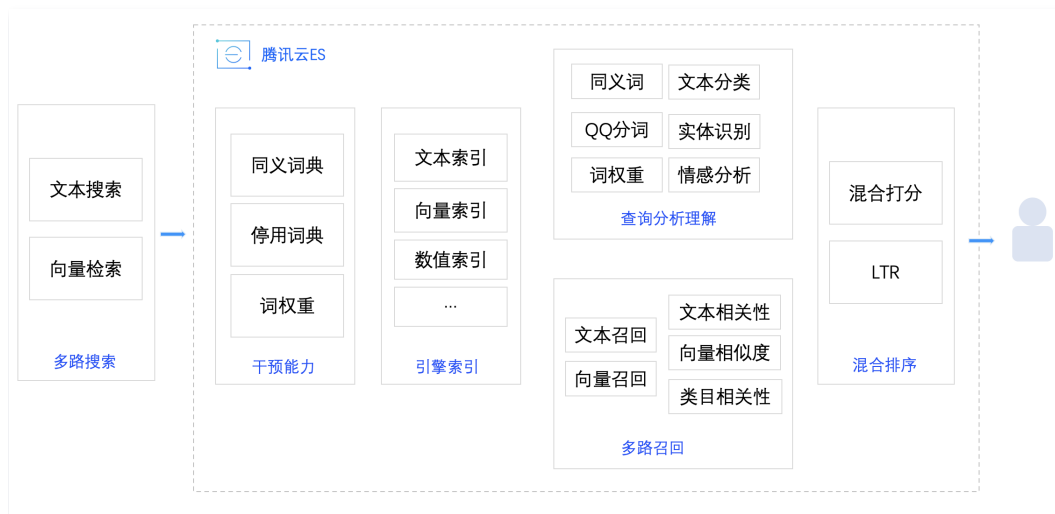 腾讯云ES
文本搜索
向量检索
多路搜索
同义词典
停用词典
词权重
干预能力
文本索引
向量索引
数值索引
...
引擎索引
同义词
文本分类
QQ分词
实体识别
词权重
情感分析
查询分析理解
文本召回
向量召回
文本相关性
向量相似度
类目相关性
多路召回
混合打分
LTR
混合排序